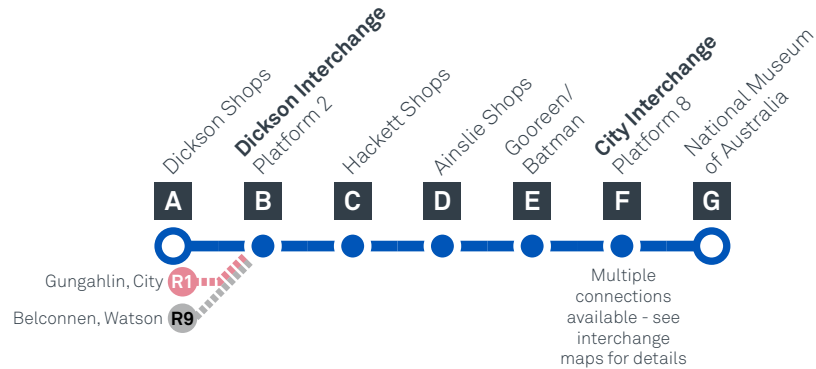 Dickson Shops
Dickson Interchange
Platform 2
Hackett Shops
Ainslie Shops
Gooreen/
Batman
City Interchange
Platform 8
National Museum
of Australia
A
B
C
D
E
F
G
Gungahlin, City R1
Belconnen, Watson R9
Multiple
connections
available - see
interchange
maps for details